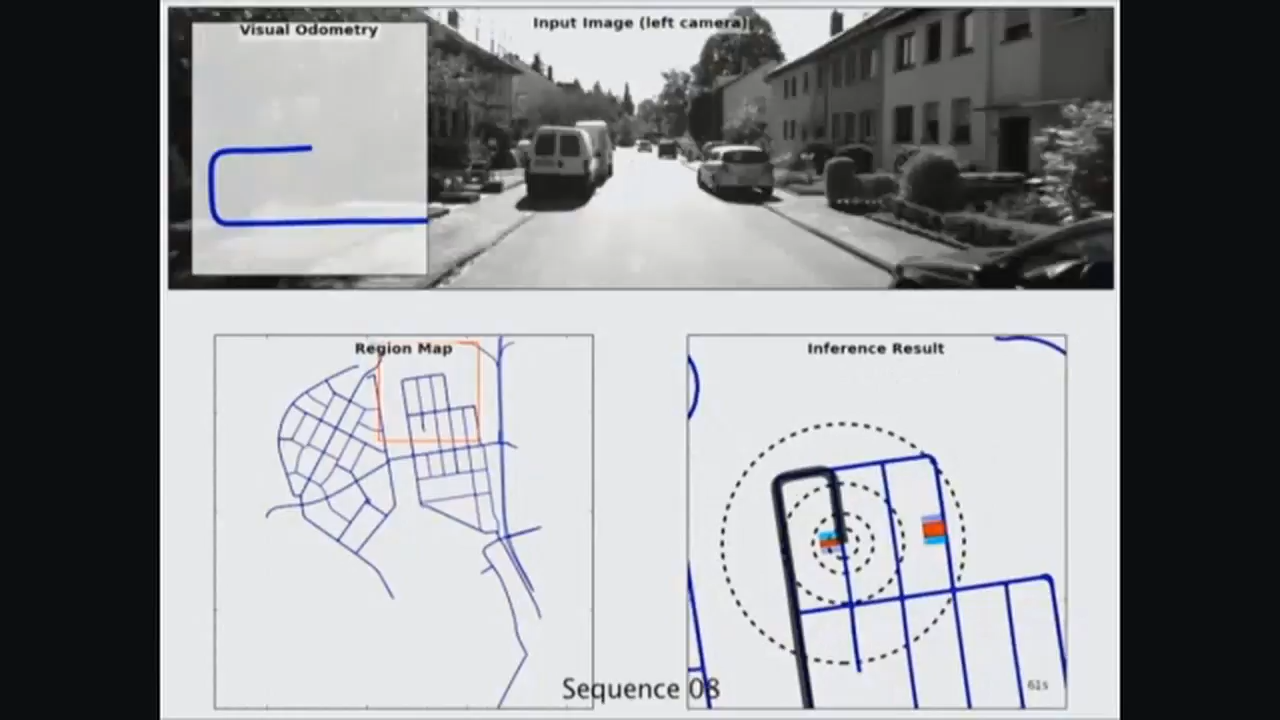 Visual Odometry
Input Image (left camera)
Region Map
Inference Result
61s
Sequence 08